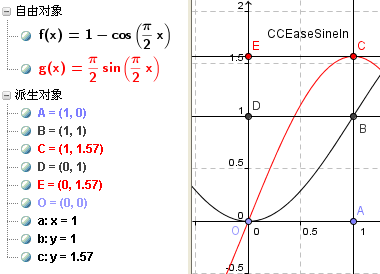 自由对象
f(x) = 1 − cos(π/2 x)
g(x) = π/2 sin(π/2 x)
派生对象
A = (1, 0)
B = (1, 1)
C = (1, 1.57)
D = (0, 1)
E = (0, 1.57)
O = (0, 0)
a: x = 1
b: y = 1
c: y = 1.57
2
CCEaseSineIn
E
C
1.5
D
1
B
0.5
O
A
0
0
0.5
1
-0.5